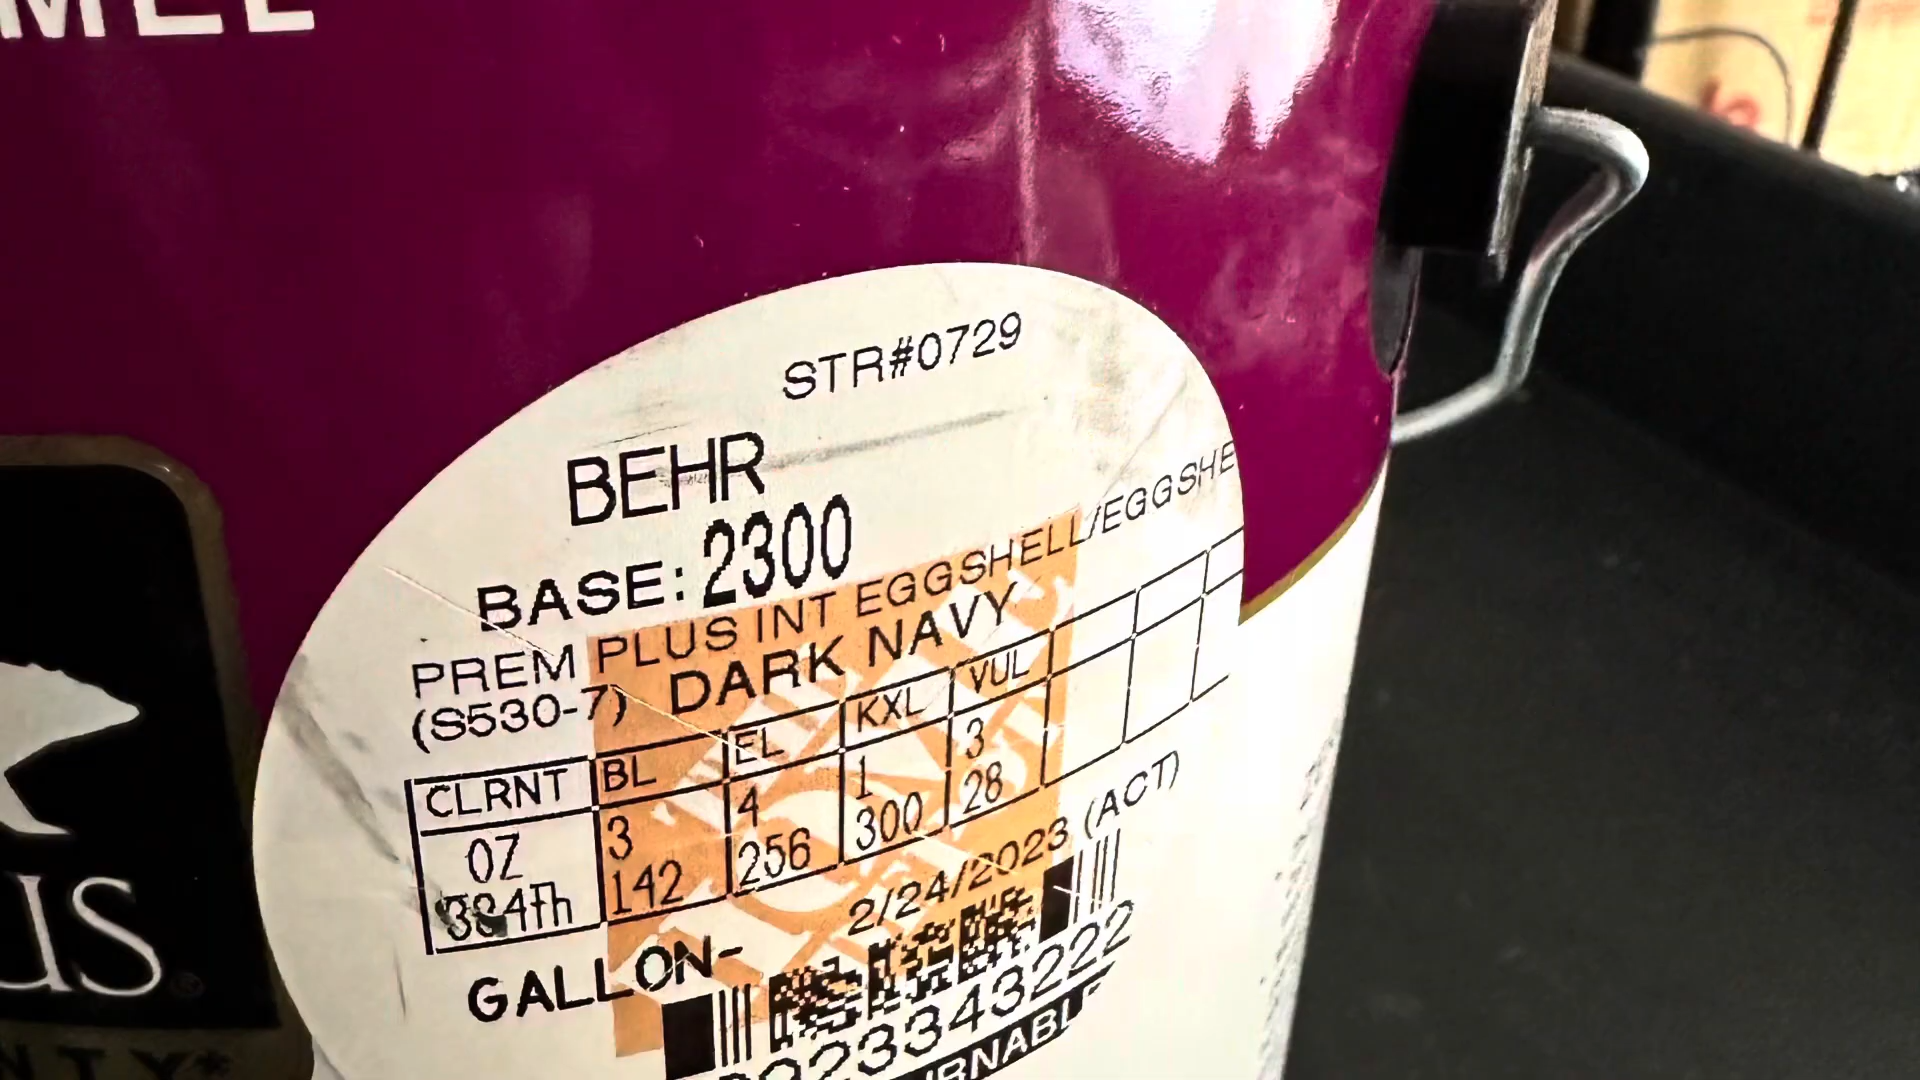 STR#0729
BEHR
BASE: 2300
PREM PLUS INT EGGSHELL/EGGSHE
(S530-7) DARK NAVY
CLRNT BL EL KXL VUL
OZ 3 4 1 3
384th 142 256 300 28
GALLON- 2/24/2023 (ACT)